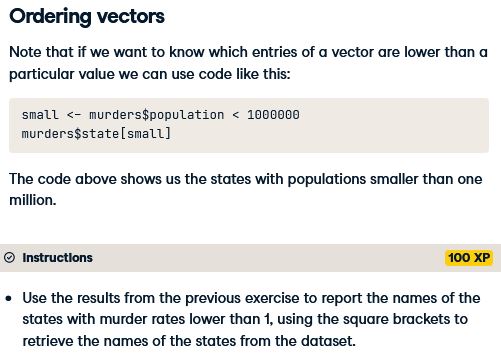 Ordering vectors
Note that if we want to know which entries of a vector are lower than a
particular value we can use code like this:
small <- murders$population < 1000000
murders$state[small]
The code above shows us the states with populations smaller than one
million.
Instructions
100 XP
• Use the results from the previous exercise to report the names of the
states with murder rates lower than 1, using the square brackets to
retrieve the names of the states from the dataset.